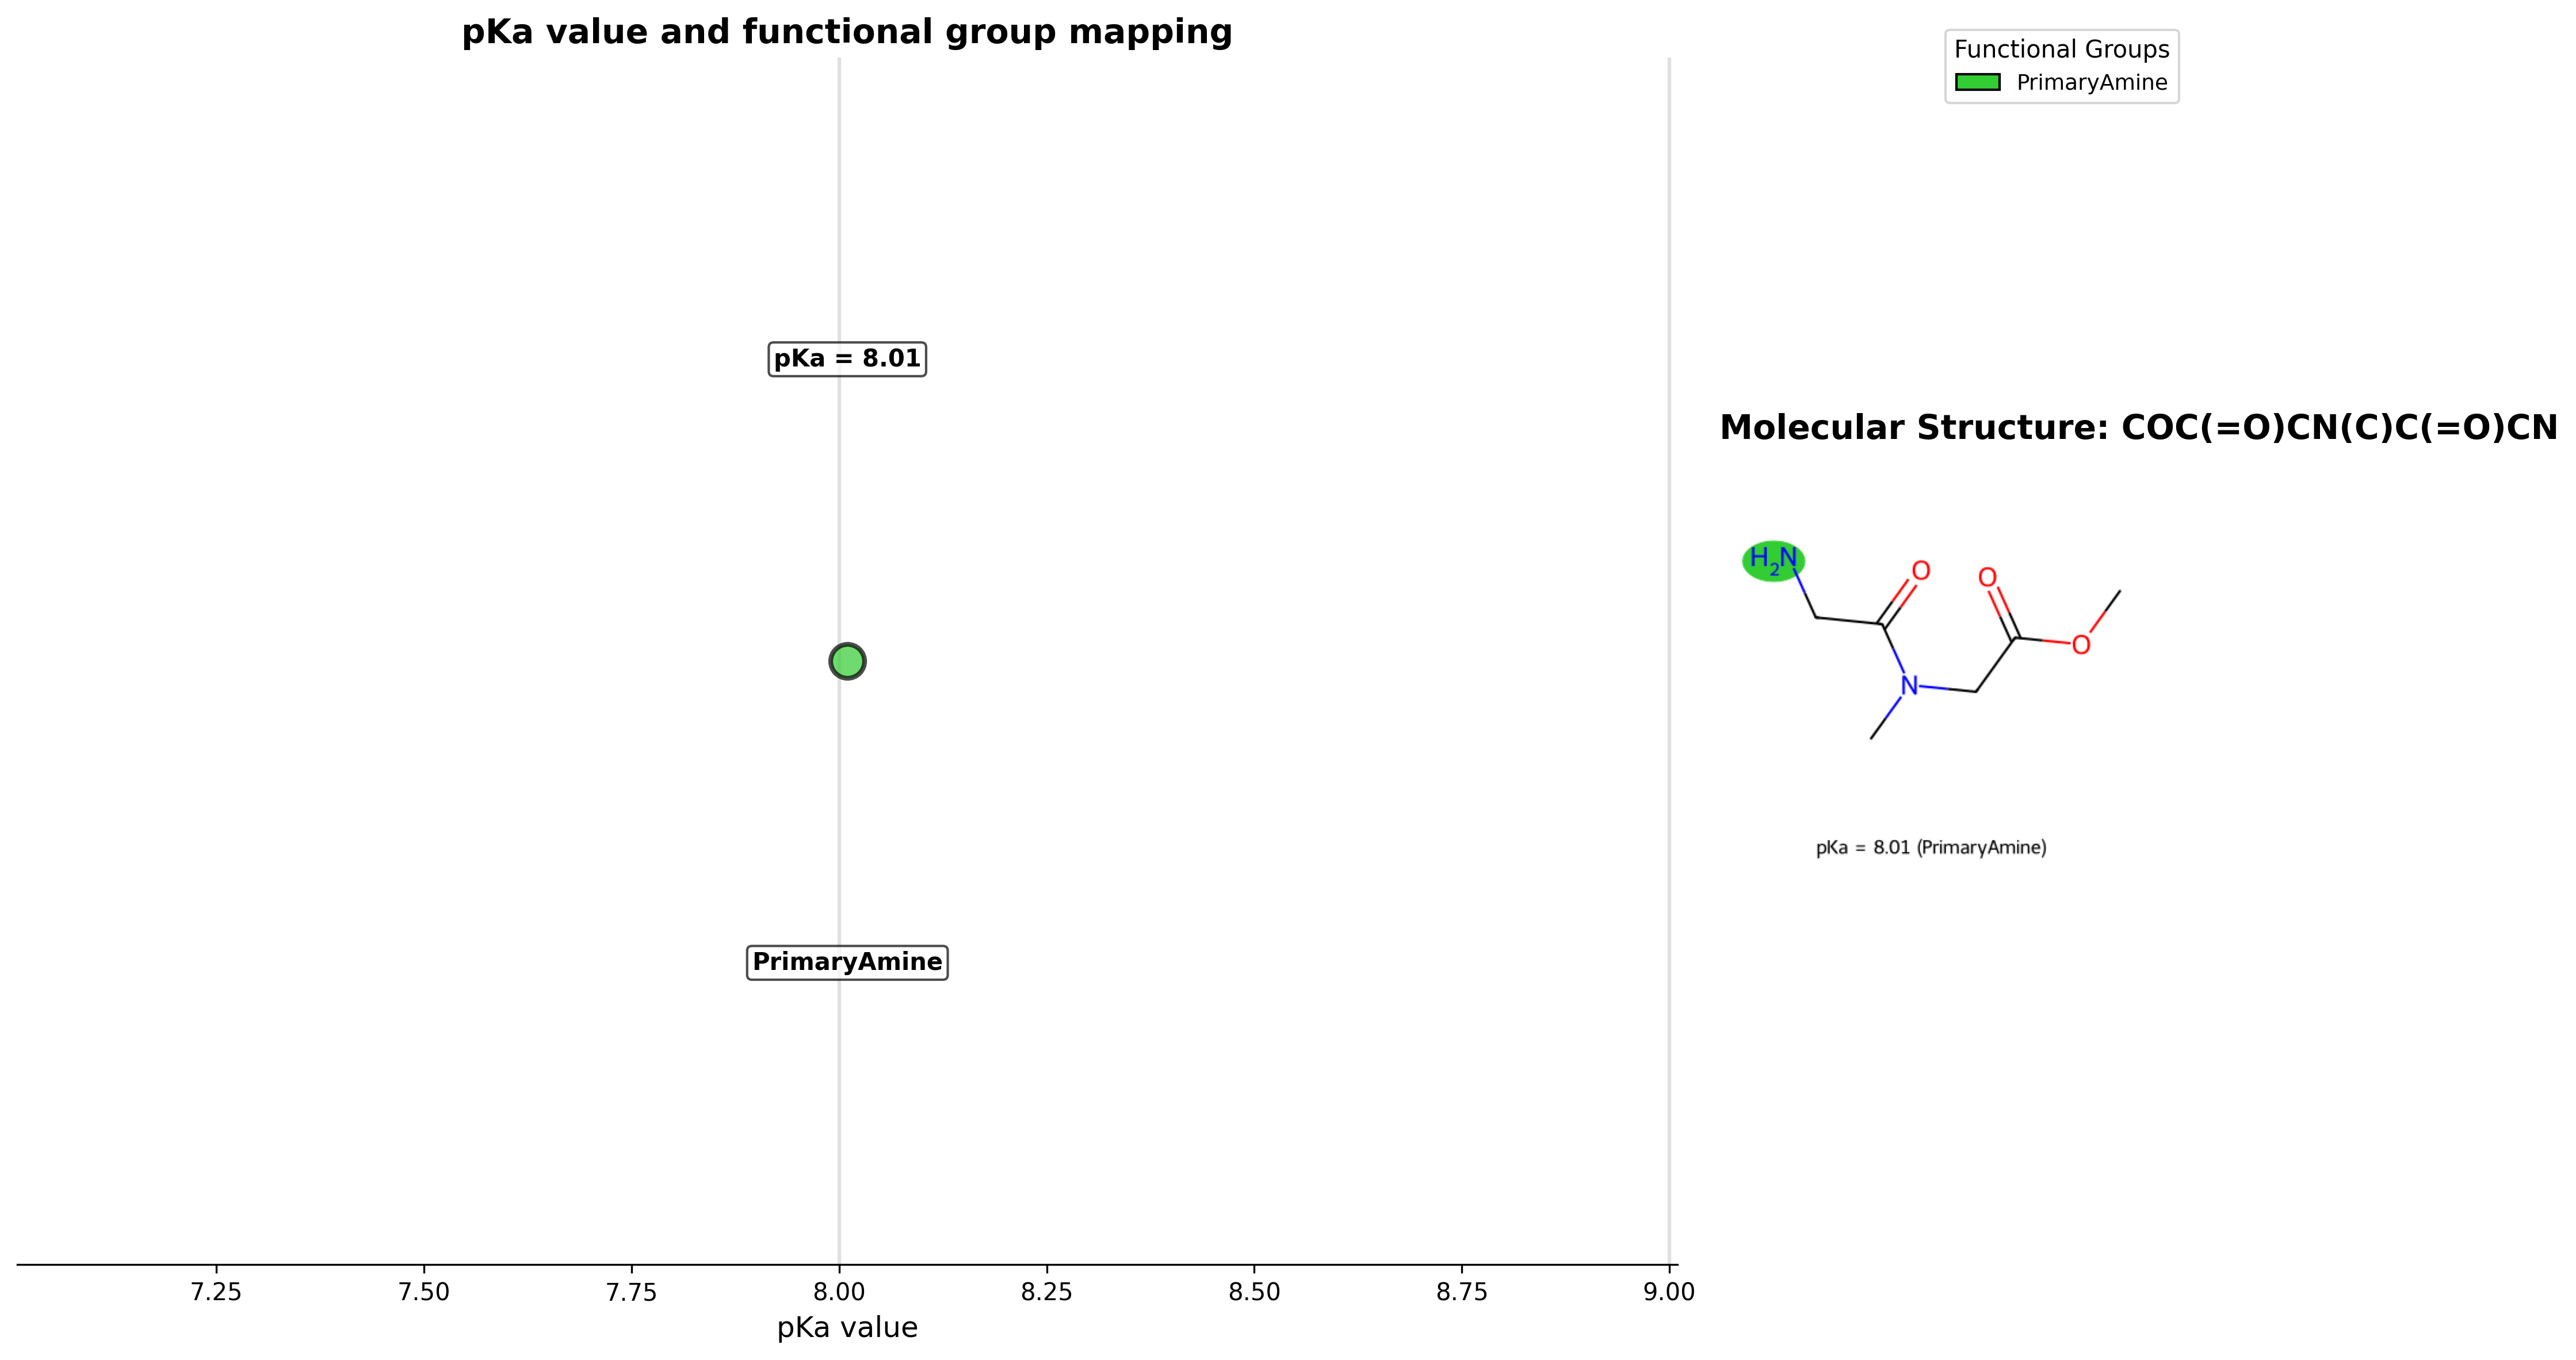 pKa value and functional group mapping
Functional Groups
PrimaryAmine
pKa = 8.01
Molecular Structure: COC(=O)CN(C)C(=O)CN
H2N
O
O
O
N
pKa = 8.01 (PrimaryAmine)
PrimaryAmine
7.25 7.50 7.75 8.00 8.25 8.50 8.75 9.00
pKa value